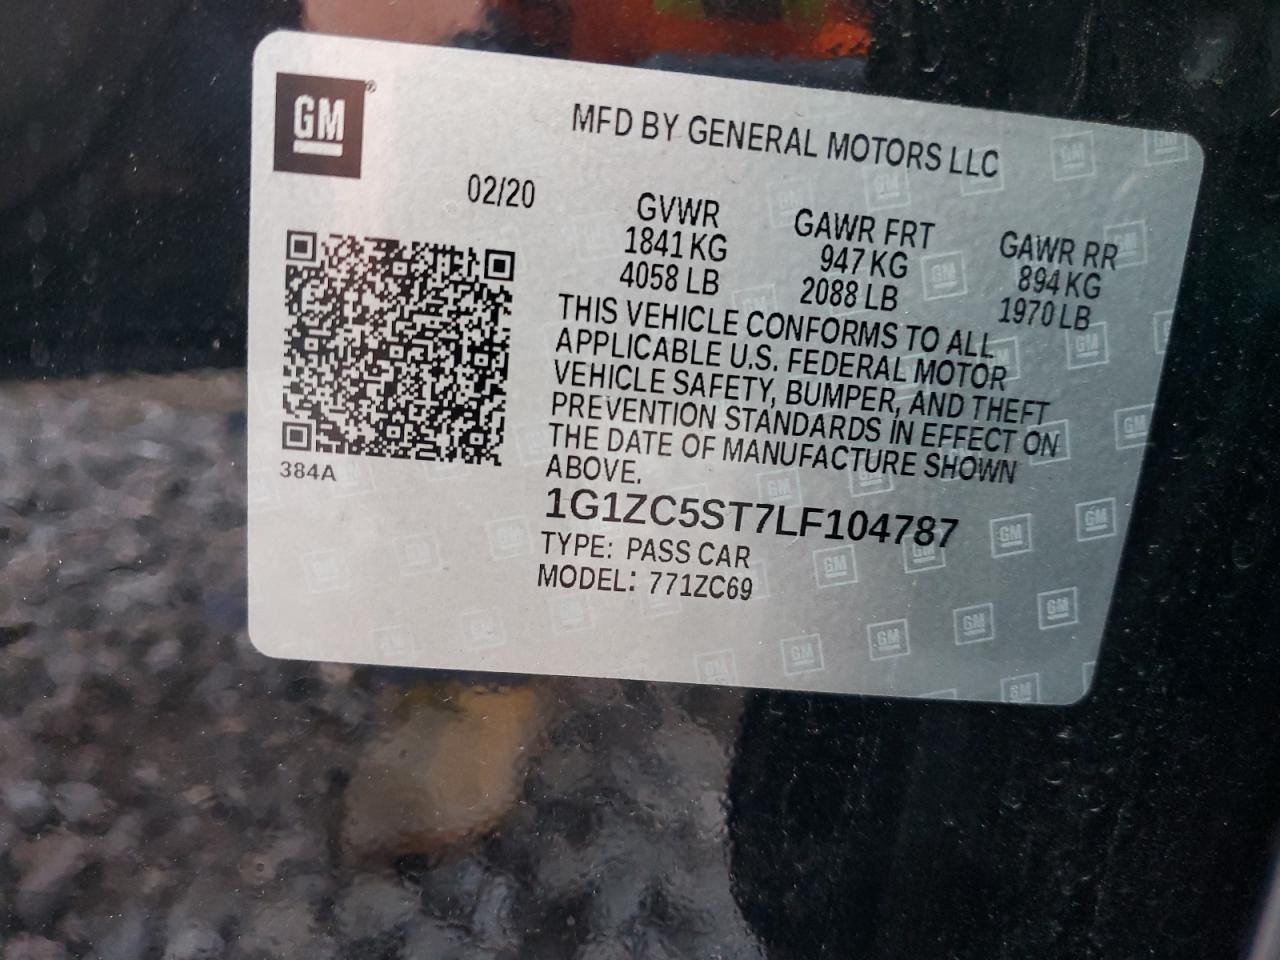 GM®
MFD BY GENERAL MOTORS LLC
02/20
GVWR
1841 KG
4058 LB
GAWR FRT
947 KG
2088 LB
GAWR RR
894 KG
1970 LB
THIS VEHICLE CONFORMS TO ALL
APPLICABLE U.S. FEDERAL MOTOR
VEHICLE SAFETY, BUMPER, AND THEFT
PREVENTION STANDARDS IN EFFECT ON
THE DATE OF MANUFACTURE SHOWN
ABOVE.
384A
1G1ZC5ST7LF104787
TYPE: PASS CAR
MODEL: 771ZC69